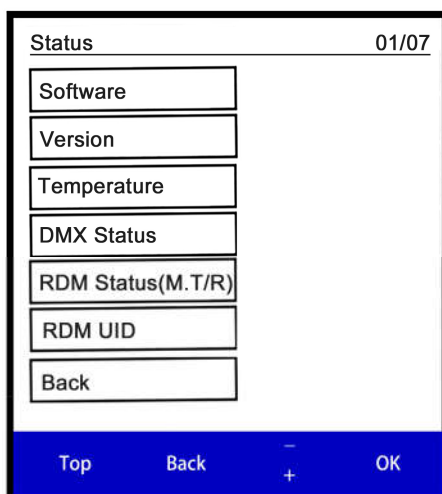 Status 01/07
Software
Version
Temperature
DMX Status
RDM Status(M.T/R)
RDM UID
Back
Top Back − + OK